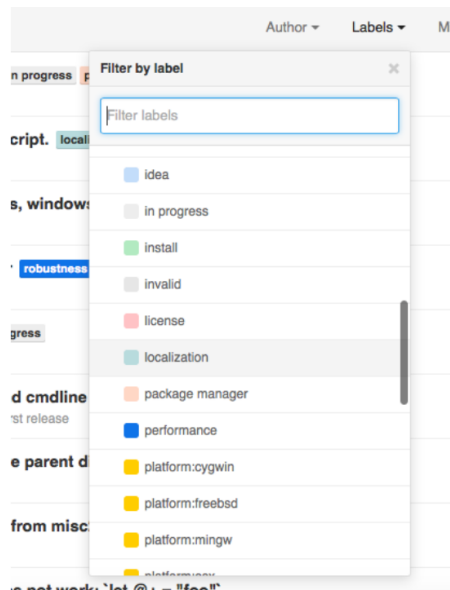 Author Labels M
Filter by label ×
Filter labels
n progress p
cript. locali
s, windows
robustness
gress
d cmdline
rst release
e parent d
from misc
idea
in progress
install
invalid
license
localization
package manager
performance
platform:cygwin
platform:freebsd
platform:mingw